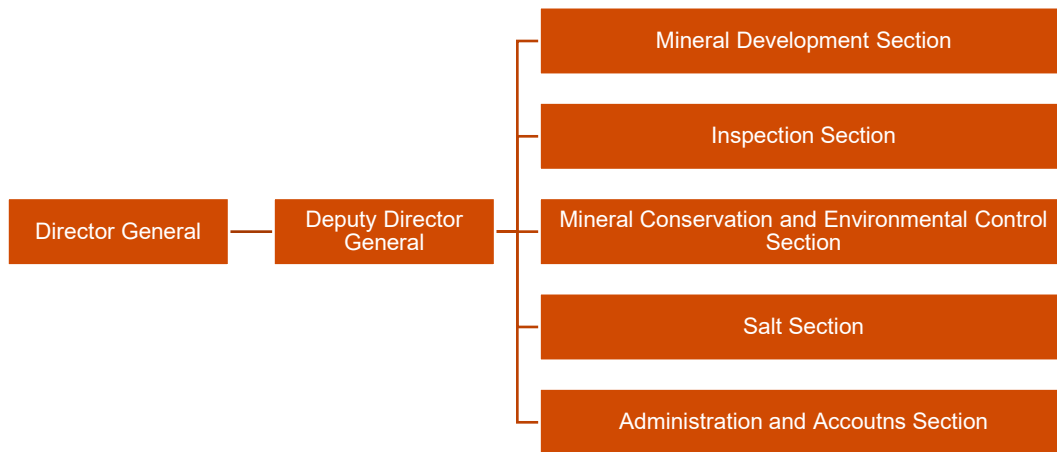 Mineral Development Section
Inspection Section
Director General
Deputy Director
General
Mineral Conservation and Environmental Control
Section
Salt Section
Administration and Accoutns Section